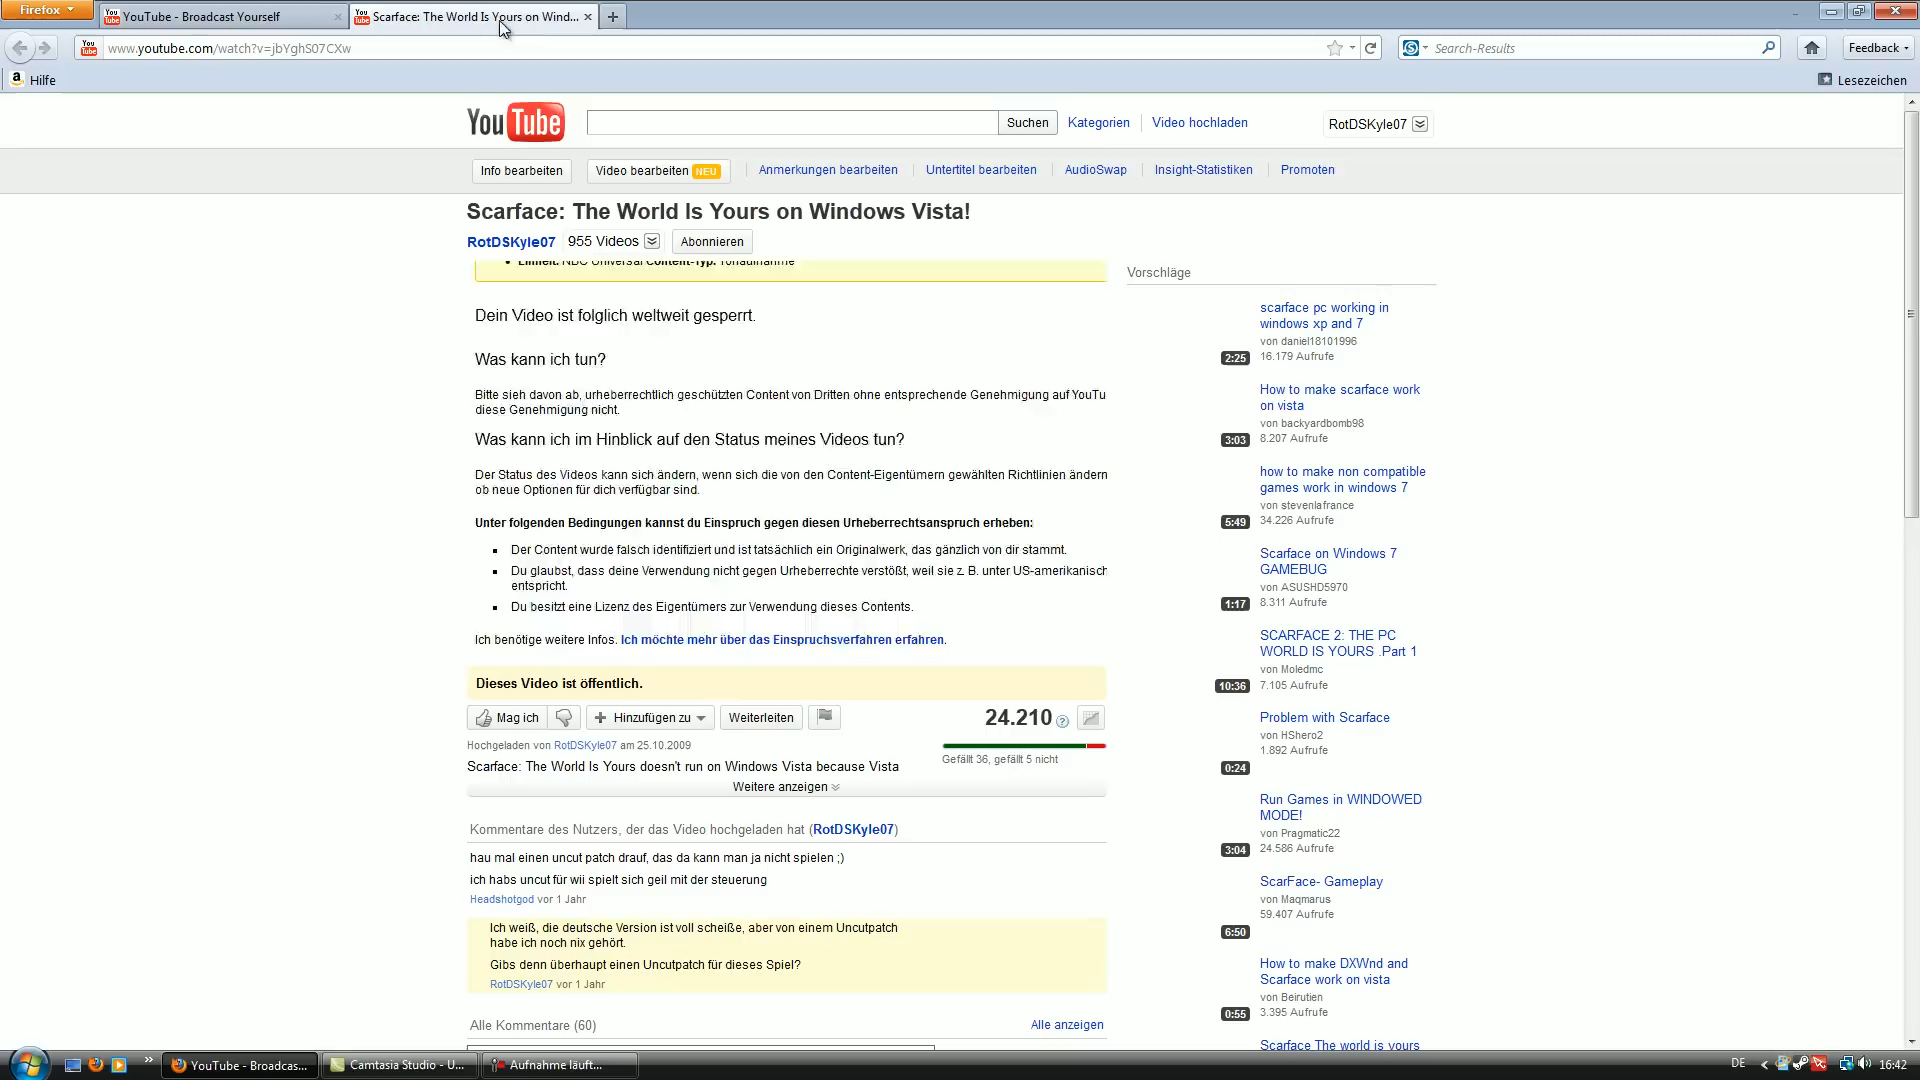 Firefox
YouTube - Broadcast Yourself
Scarface: The World Is Yours on Wind...
www.youtube.com/watch?v=jbYghS07CXw
Search-Results
Feedback
Hilfe
Lesezeichen
YouTube
Suchen
Kategorien
Video hochladen
RotDSKyle07
Info bearbeiten
Video bearbeiten NEU
Anmerkungen bearbeiten
Untertitel bearbeiten
AudioSwap
Insight-Statistiken
Promoten
Scarface: The World Is Yours on Windows Vista!
RotDSKyle07 955 Videos Abonnieren
Einheit: NBC Universal Content-Typ: Tonaufnahme
Dein Video ist folglich weltweit gesperrt.
Was kann ich tun?
Bitte sieh davon ab, urheberrechtlich geschützten Content von Dritten ohne entsprechende Genehmigung auf YouTu
diese Genehmigung nicht.
Was kann ich im Hinblick auf den Status meines Videos tun?
Der Status des Videos kann sich ändern, wenn sich die von den Content-Eigentümern gewählten Richtlinien ändern
ob neue Optionen für dich verfügbar sind.
Unter folgenden Bedingungen kannst du Einspruch gegen diesen Urheberrechtsanspruch erheben:
Der Content wurde falsch identifiziert und ist tatsächlich ein Originalwerk, das gänzlich von dir stammt.
Du glaubst, dass deine Verwendung nicht gegen Urheberrechte verstößt, weil sie z. B. unter US-amerikanisch
entspricht.
Du besitzt eine Lizenz des Eigentümers zur Verwendung dieses Contents.
Ich benötige weitere Infos. Ich möchte mehr über das Einspruchsverfahren erfahren.
Dieses Video ist öffentlich.
Mag ich
Hinzufügen zu
Weiterleiten
24.210
Hochgeladen von RotDSKyle07 am 25.10.2009
Gefällt 36, gefällt 5 nicht
Scarface: The World Is Yours doesn't run on Windows Vista because Vista
Weitere anzeigen
Kommentare des Nutzers, der das Video hochgeladen hat (RotDSKyle07)
hau mal einen uncut patch drauf, das da kann man ja nicht spielen ;)
ich habs uncut für wii spielt sich geil mit der steuerung
Headshotgod vor 1 Jahr
Ich weiß, die deutsche Version ist voll scheiße, aber von einem Uncutpatch
habe ich noch nix gehört.
Gibs denn überhaupt einen Uncutpatch für dieses Spiel?
RotDSKyle07 vor 1 Jahr
Alle Kommentare (60)
Alle anzeigen
Vorschläge
scarface pc working in
windows xp and 7
von daniel18101996
2:25
16.179 Aufrufe
How to make scarface work
on vista
von backyardbomb98
3:03
8.207 Aufrufe
how to make non compatible
games work in windows 7
von stevenlafrance
5:49
34.226 Aufrufe
Scarface on Windows 7
GAMEBUG
von ASUSHD5970
1:17
8.311 Aufrufe
SCARFACE 2: THE PC
WORLD IS YOURS .Part 1
von Moledmc
10:36
7.105 Aufrufe
Problem with Scarface
von HShero2
1.892 Aufrufe
0:24
Run Games in WINDOWED
MODE!
von Pragmatic22
3:04
24.586 Aufrufe
ScarFace- Gameplay
von Maqmarus
59.407 Aufrufe
6:50
How to make DXWnd and
Scarface work on vista
von Beirutien
0:55
3.395 Aufrufe
Scarface The world is yours
YouTube - Broadcas...
Camtasia Studio - U...
Aufnahme läuft...
DE
16:42